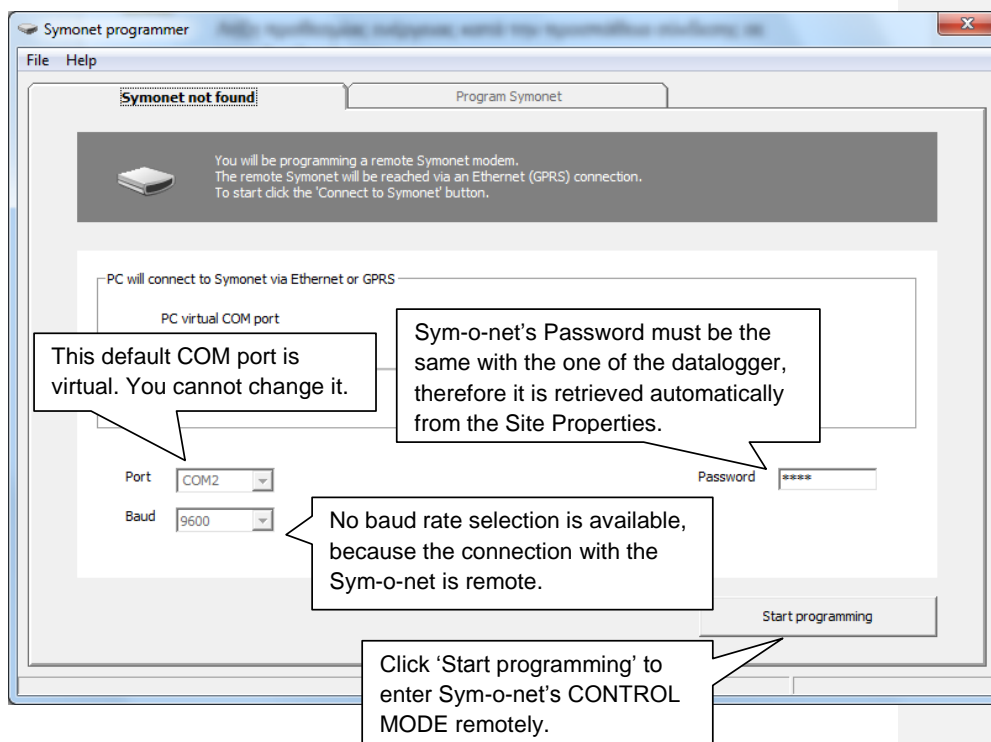 Symonet programmer
File Help
Symonet not found
Program Symonet
You will be programming a remote Symonet modem.
The remote Symonet will be reached via an Ethernet (GPRS) connection.
To start click the 'Connect to Symonet' button.
PC will connect to Symonet via Ethernet or GPRS
PC virtual COM port
This default COM port is
virtual. You cannot change it.
Sym-o-net’s Password must be the
same with the one of the datalogger,
therefore it is retrieved automatically
from the Site Properties.
Port COM2
Password ****
Baud 9600
No baud rate selection is available,
because the connection with the
Sym-o-net is remote.
Start programming
Click ‘Start programming’ to
enter Sym-o-net’s CONTROL
MODE remotely.